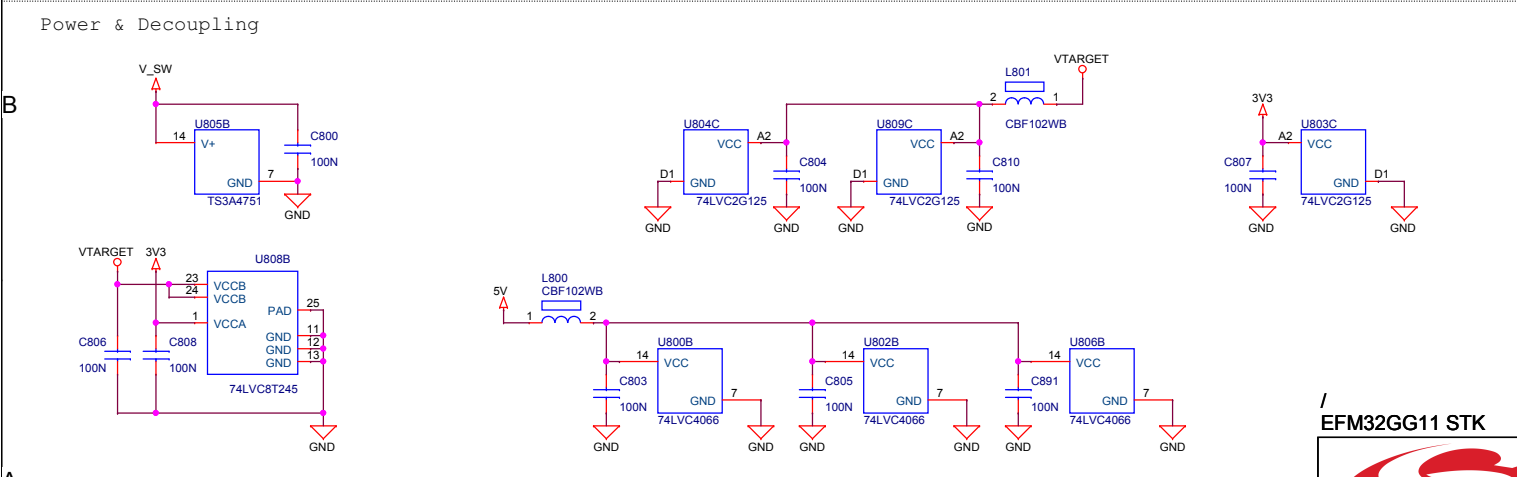 Power & Decoupling
B
V_SW
U805B
14
V+
GND
7
TS3A4751
C800
100N
GND
VTARGET
L801
2
1
CBF102WB
U804C
VCC
A2
D1
GND
74LVC2G125
C804
100N
GND
GND
U809C
VCC
A2
D1
GND
74LVC2G125
C810
100N
GND
GND
3V3
U803C
A2
VCC
C807
100N
GND
D1
74LVC2G125
GND
GND
VTARGET
3V3
U808B
23
VCCB
24
VCCB
PAD
25
1
VCCA
GND
11
GND
12
GND
13
C806
100N
C808
100N
74LVC8T245
GND
5V
L800
CBF102WB
1
2
U800B
14
VCC
C803
100N
GND
7
74LVC4066
GND
GND
U802B
14
VCC
C805
100N
GND
7
74LVC4066
GND
GND
U806B
14
VCC
C891
100N
GND
7
74LVC4066
GND
GND
/
EFM32GG11 STK